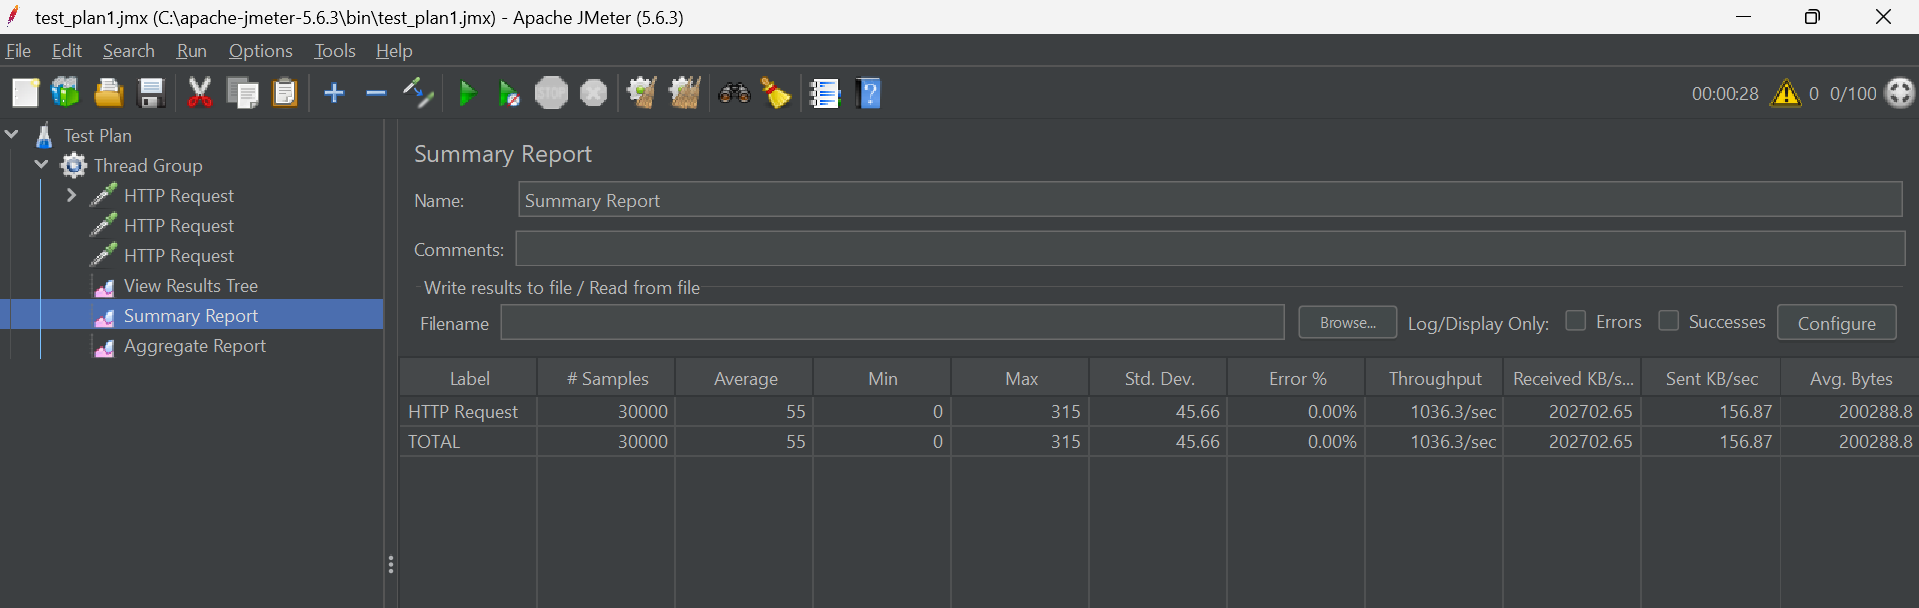 test_plan1.jmx (C:\apache-jmeter-5.6.3\bin\test_plan1.jmx) - Apache JMeter (5.6.3)
File Edit Search Run Options Tools Help
STOP 00:00:28 0 0/100
Test Plan
Thread Group
HTTP Request
HTTP Request
HTTP Request
View Results Tree
Summary Report
Aggregate Report
Summary Report
Name: Summary Report
Comments:
Write results to file / Read from file
Filename Browse... Log/Display Only: Errors Successes Configure
Label # Samples Average Min Max Std. Dev. Error % Throughput Received KB/s... Sent KB/sec Avg. Bytes
HTTP Request 30000 55 0 315 45.66 0.00% 1036.3/sec 202702.65 156.87 200288.8
TOTAL 30000 55 0 315 45.66 0.00% 1036.3/sec 202702.65 156.87 200288.8